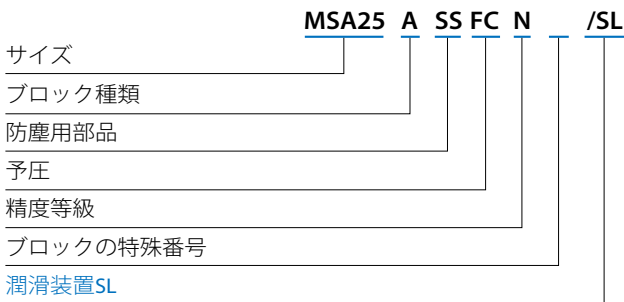 MSA25 A SS FC N /SL
サイズ
ブロック種類
防塵用部品
予圧
精度等級
ブロックの特殊番号
潤滑装置SL